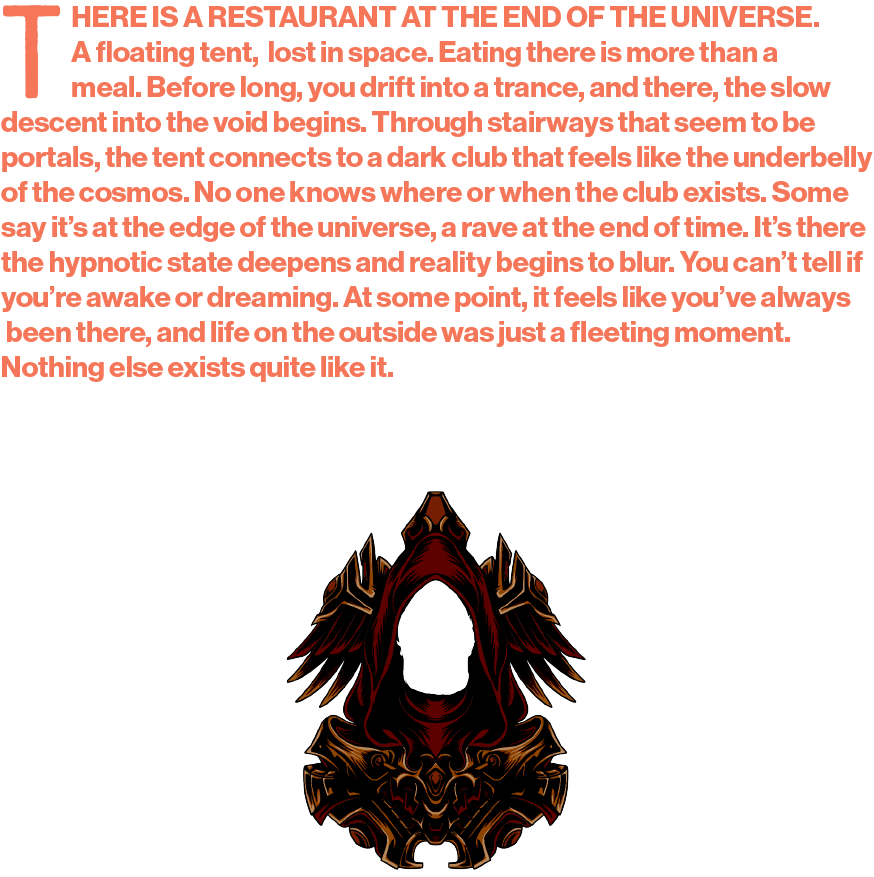 THERE IS A RESTAURANT AT THE END OF THE UNIVERSE.
A floating tent, lost in space. Eating there is more than a
meal. Before long, you drift into a trance, and there, the slow
descent into the void begins. Through stairways that seem to be
portals, the tent connects to a dark club that feels like the underbelly
of the cosmos. No one knows where or when the club exists. Some
say it’s at the edge of the universe, a rave at the end of time. It’s there
the hypnotic state deepens and reality begins to blur. You can’t tell if
you’re awake or dreaming. At some point, it feels like you’ve always
been there, and life on the outside was just a fleeting moment.
Nothing else exists quite like it.